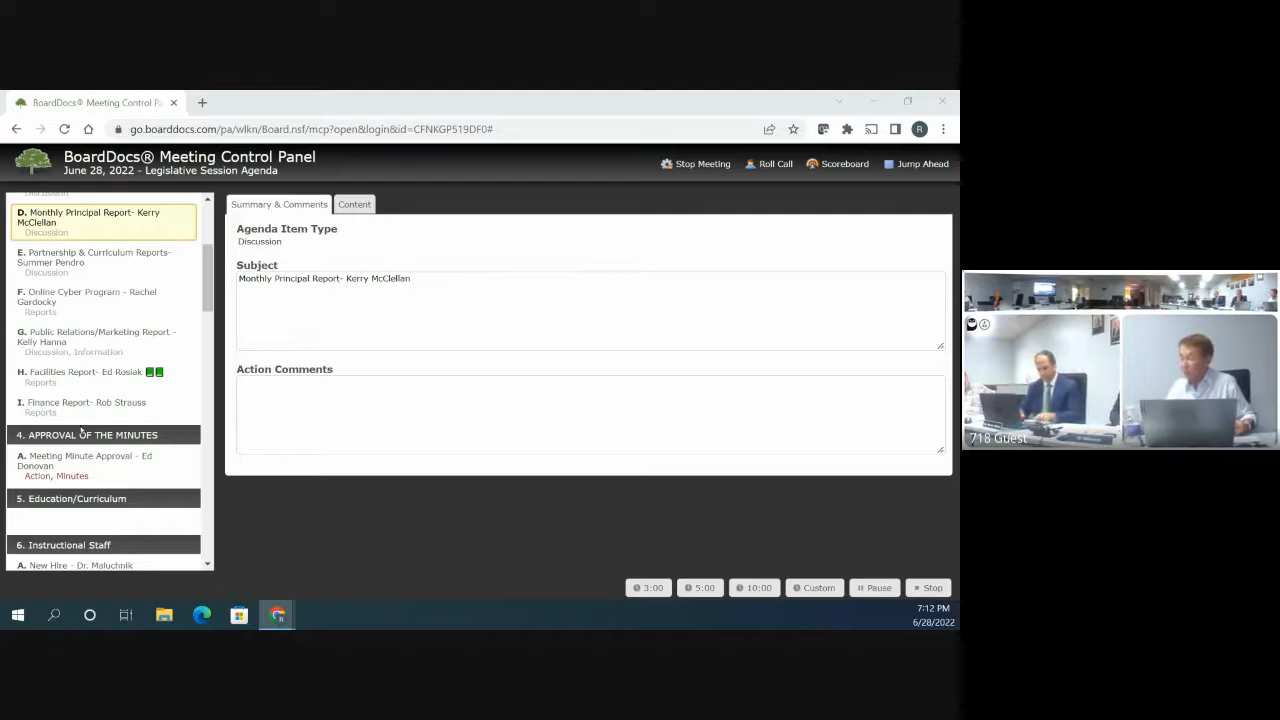 BoardDocs® Meeting Control Pa
go.boarddocs.com/pa/wlkn/Board.nsf/mcp?open&login&id=CFNKGP519DF0#
R
BoardDocs® Meeting Control Panel
June 28, 2022 - Legislative Session Agenda
Stop Meeting
Roll Call
Scoreboard
Jump Ahead
Discussion
D. Monthly Principal Report- Kerry
McClellan
Discussion
E. Partnership & Curriculum Reports-
Summer Pendro
Discussion
F. Online Cyber Program - Rachel
Gardocky
Reports
G. Public Relations/Marketing Report -
Kelly Hanna
Discussion, Information
H. Facilities Report- Ed Rosiak
Reports
I. Finance Report- Rob Strauss
Reports
4. APPROVAL OF THE MINUTES
A. Meeting Minute Approval - Ed
Donovan
Action, Minutes
5. Education/Curriculum
6. Instructional Staff
A. New Hire - Dr. Maluchnik
Summary & Comments
Content
Agenda Item Type
Discussion
Subject
Monthly Principal Report- Kerry McClellan
Action Comments
3:00
5:00
10:00
Custom
Pause
Stop
7:12 PM
6/28/2022
718 Guest